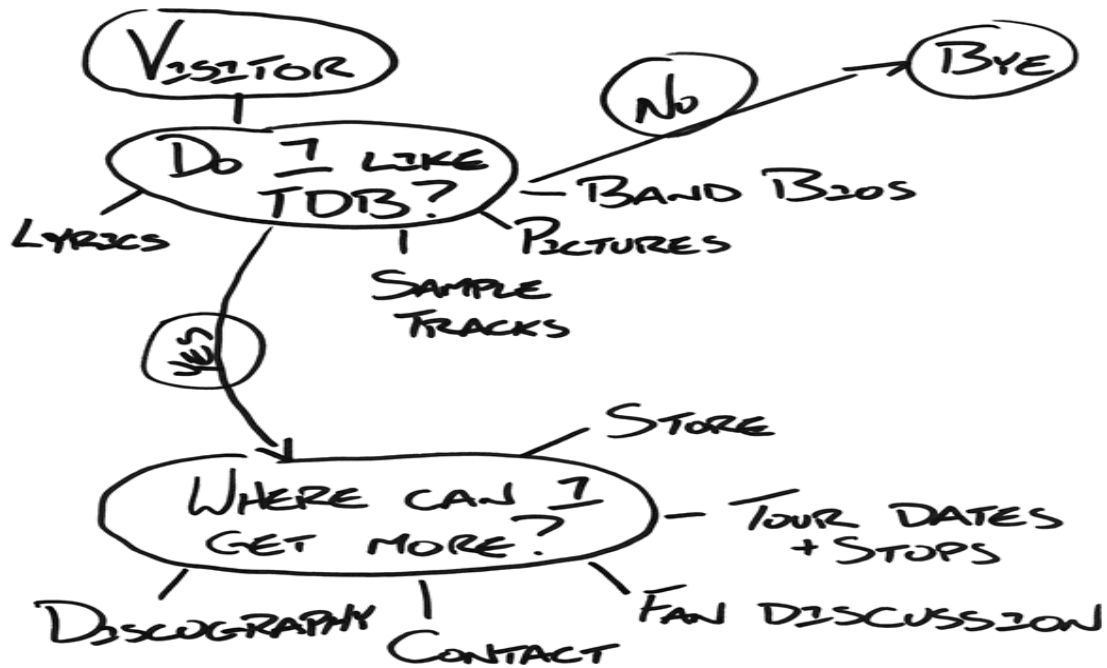 VISITOR
BYE
NO
DO I LIKE
TDB?
BAND BIOS
LYRICS
PICTURES
SAMPLE
TRACKS
YES
STORE
WHERE CAN I
GET MORE?
TOUR DATES
+ STOPS
DISCOGRAPHY
CONTACT
FAN DISCUSSION